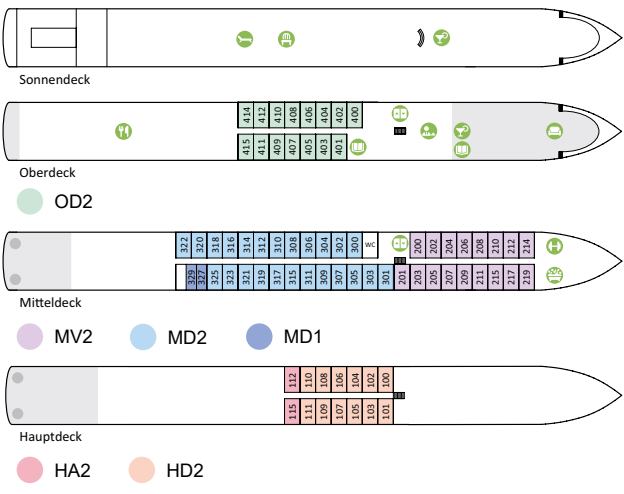 Sonnendeck
414 412 410 408 406 404 402 400
415 411 409 407 405 403 401
Oberdeck
OD2
322 320 318 316 314 312 310 308 306 304 302 300 WC 200 202 204 206 208 210 212 214
329 327 325 323 321 319 317 315 311 309 307 305 303 301 201 203 205 207 209 211 215 217 219
Mitteldeck
MV2 MD2 MD1
112 110 108 106 104 102 100
115 111 109 107 105 103 101
Hauptdeck
HA2 HD2